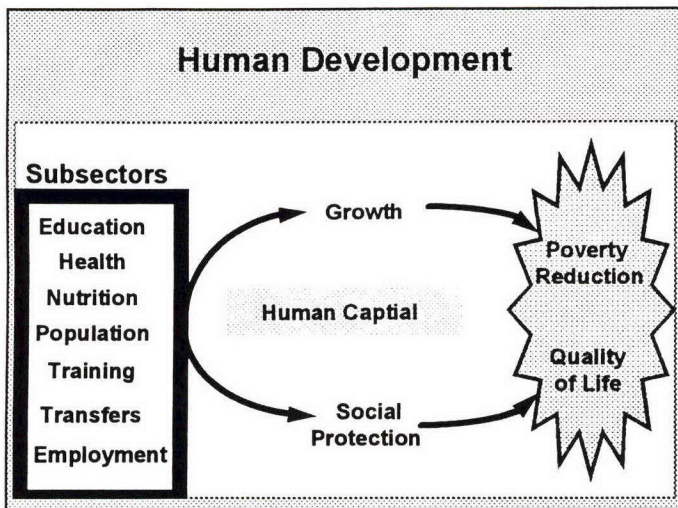 Human Development
Subsectors
Education
Health
Nutrition
Population
Training
Transfers
Employment
Growth
Human Captial
Social
Protection
Poverty
Reduction
Quality
of Life